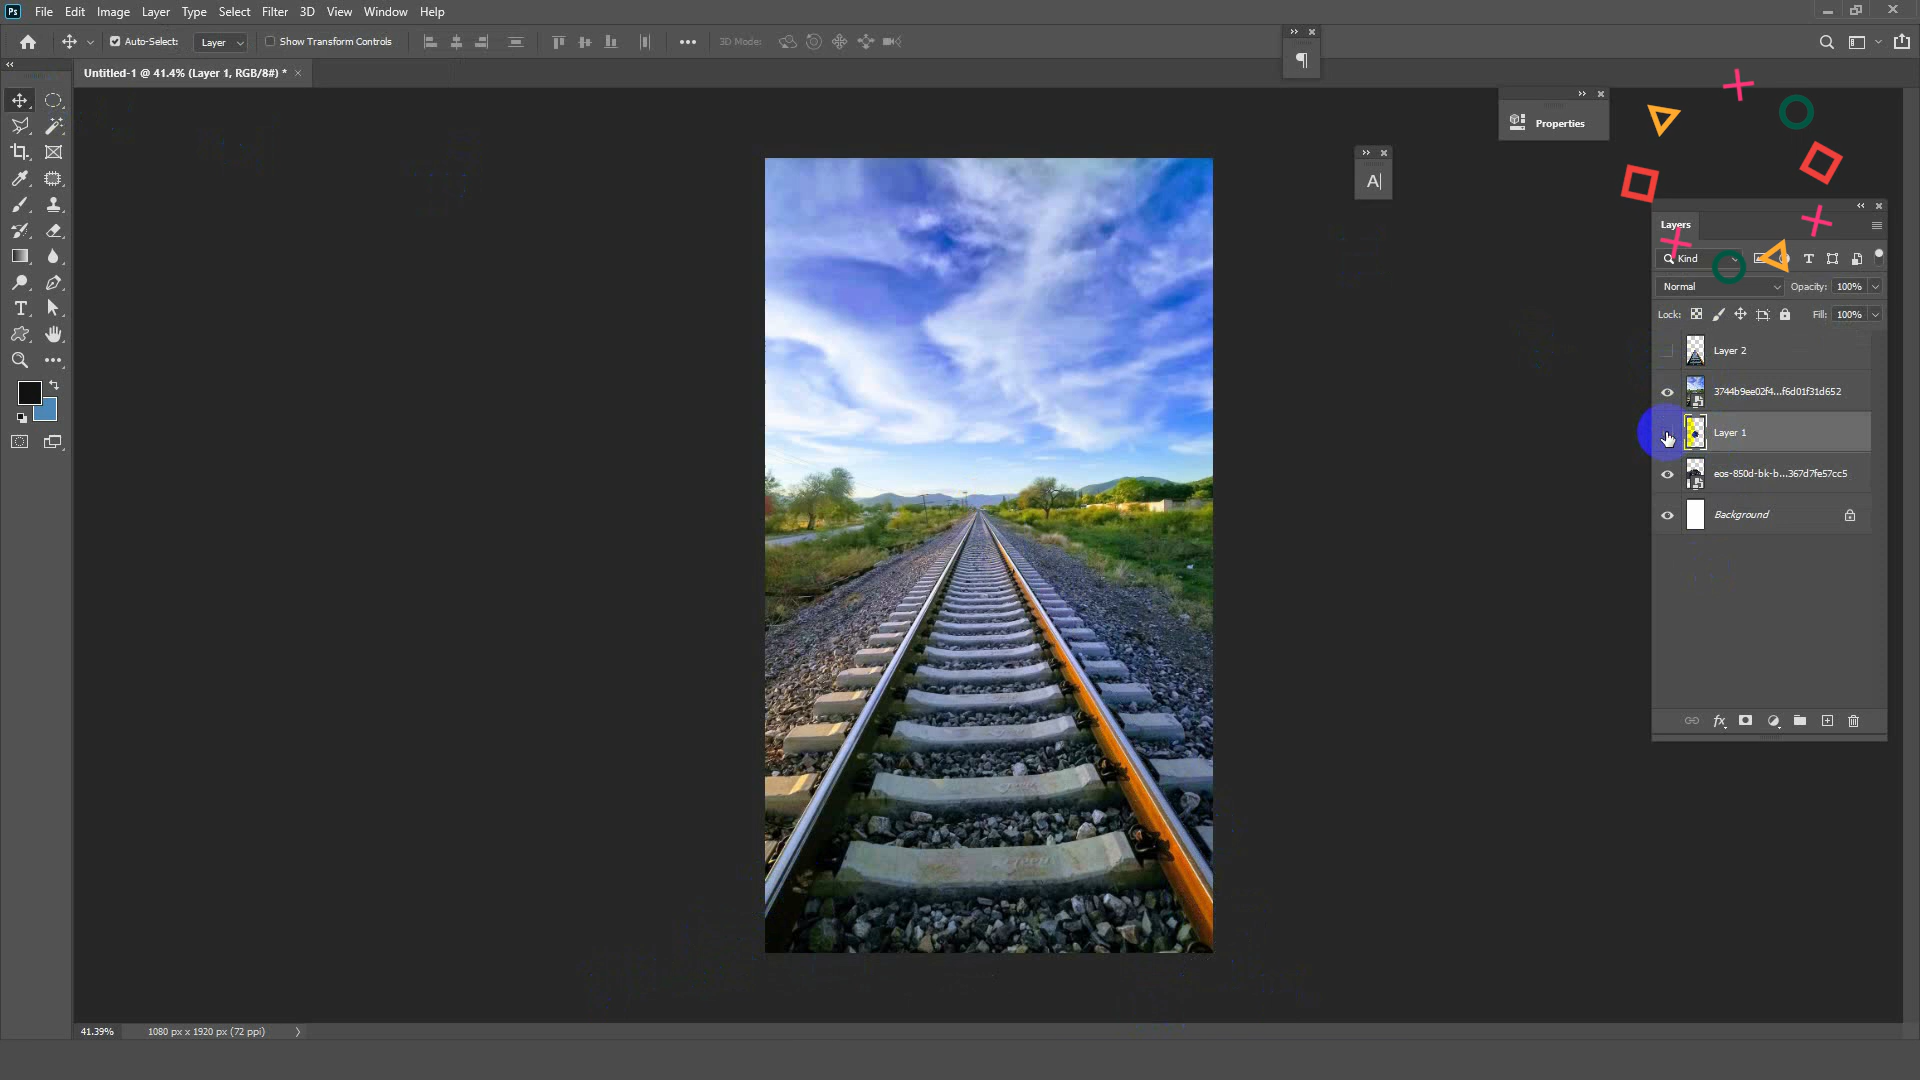 Ps File Edit Image Layer Type Select Filter 3D View Window Help
Auto-Select: Layer Show Transform Controls 3D Mode:
Untitled-1 @ 41.4% (Layer 1, RGB/8#) *
Properties
A
Layers
Kind
Normal Opacity: 100%
Lock: Fill: 100%
Layer 2
3744b9ee02f4...f6d01f31d652
Layer 1
eos-850d-bk-b...367d7fe57cc5
Background
fx
41.39% 1080 px x 1920 px (72 ppi)